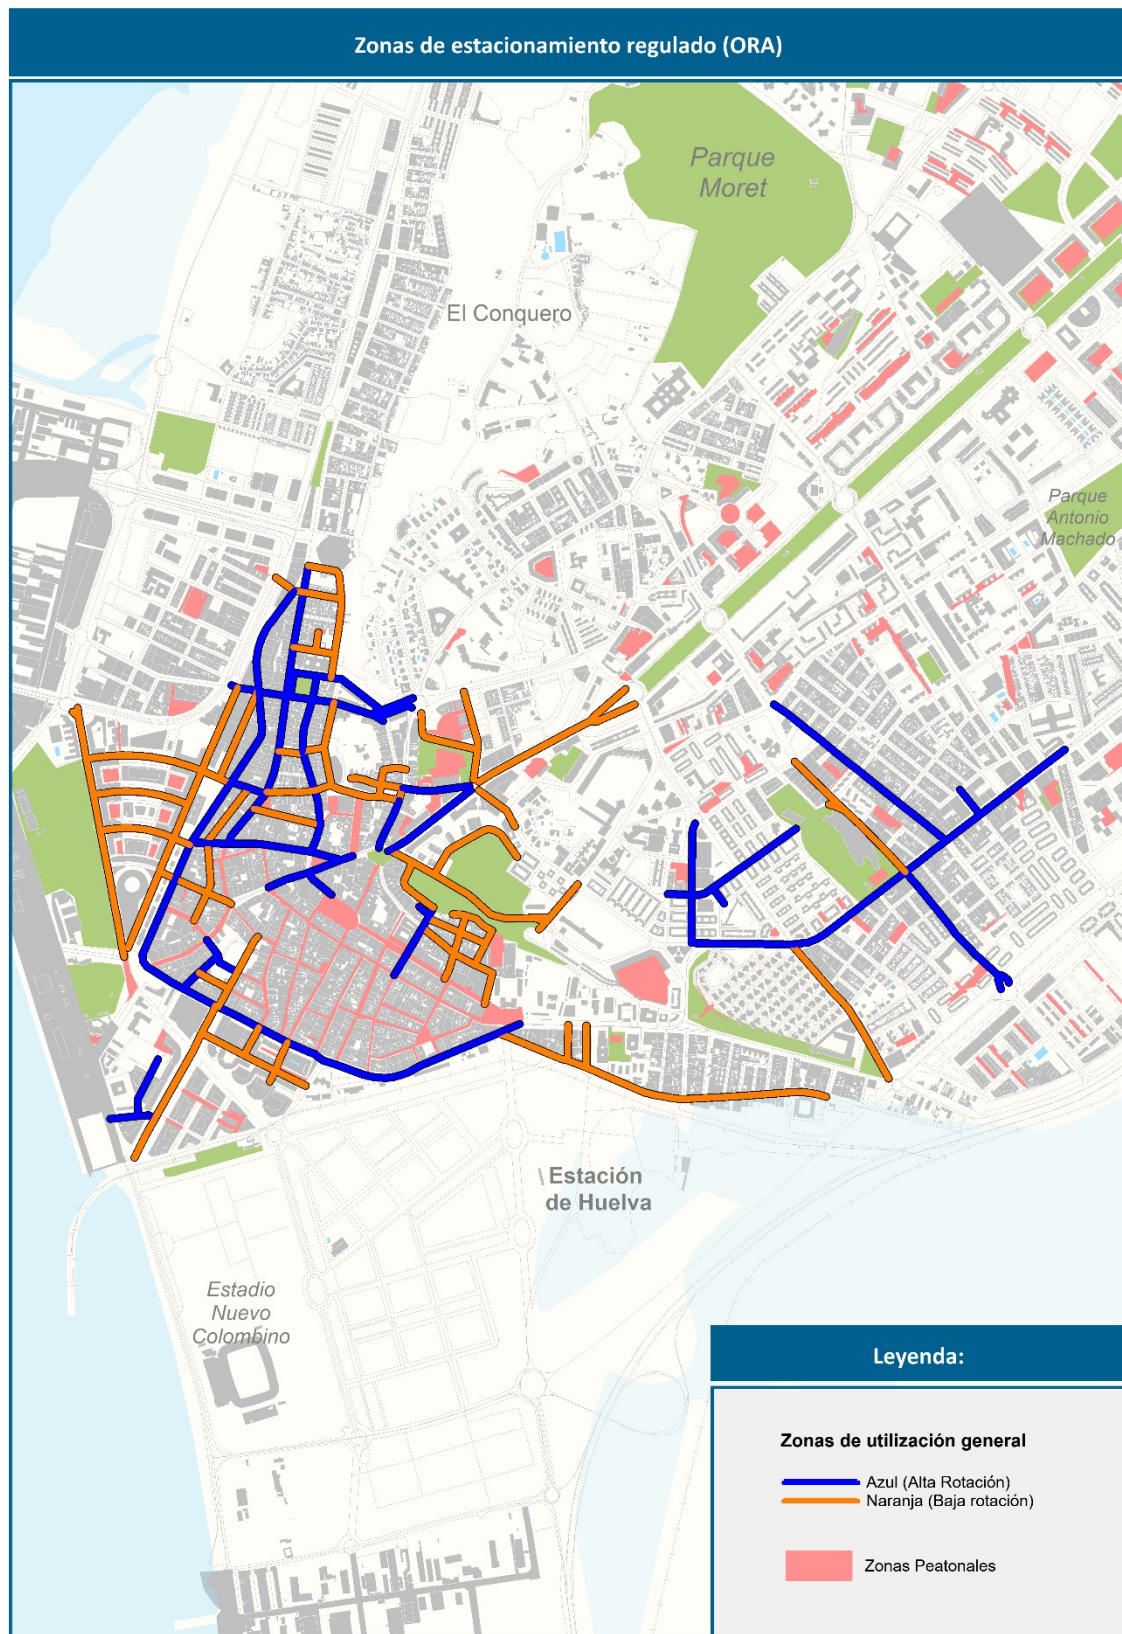 Zonas de estacionamiento regulado (ORA)
Parque
Moret
El Conquero
Parque
Antonio
Machado
Estación
de Huelva
Estadio
Nuevo
Colombino
Leyenda:
Zonas de utilización general
Azul (Alta Rotación)
Naranja (Baja rotación)
Zonas Peatonales